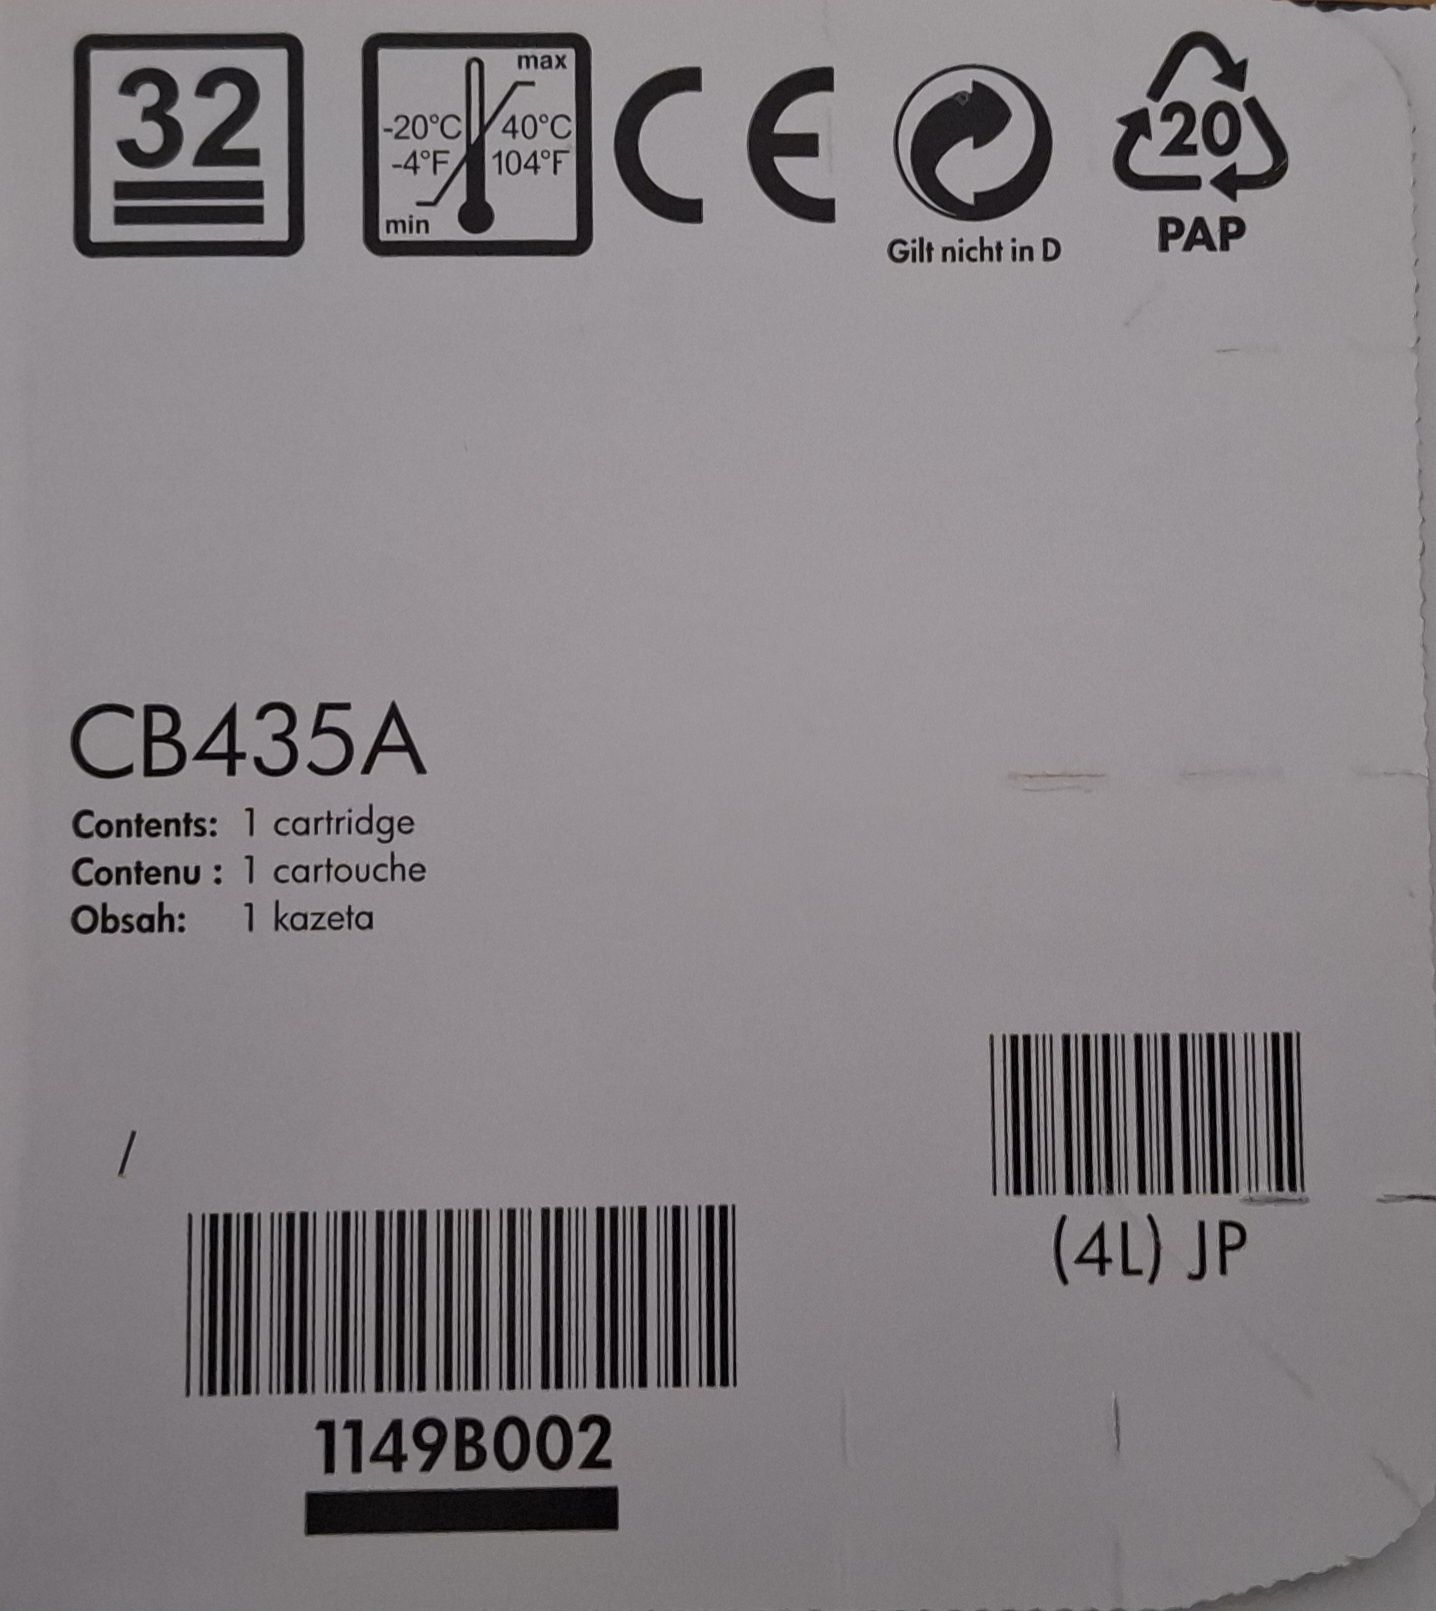 32
max
-20°C 40°C
-4°F 104°F
min
CE
Gilt nicht in D
20
PAP
CB435A
Contents: 1 cartridge
Contenu : 1 cartouche
Obsah: 1 kazeta
/
(4L) JP
1149B002